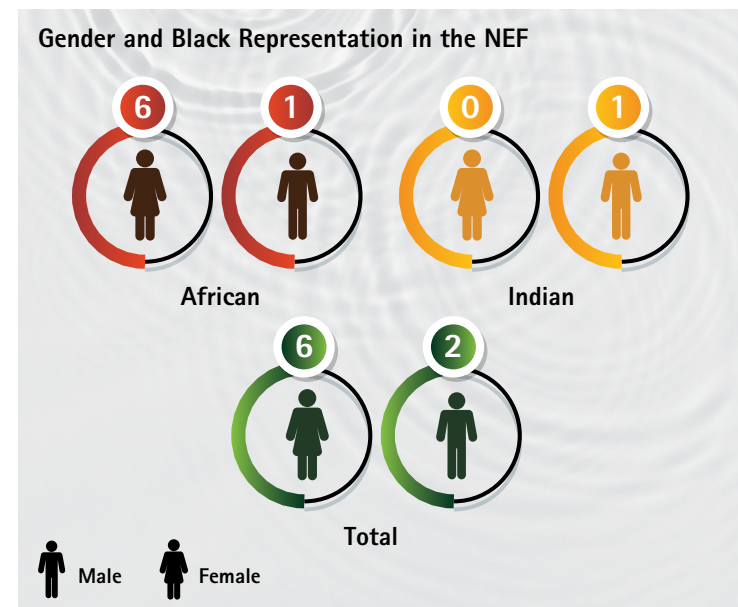 Gender and Black Representation in the NEF
6 1 0 1
African Indian
6 2
Total
Male Female